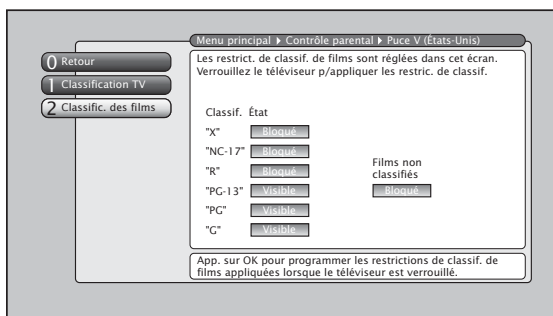 Menu principal ▸ Contrôle parental ▸ Puce V (États-Unis)
0 Retour
1 Classification TV
2 Classific. des films
Les restrict. de classif. de films sont réglées dans cet écran.
Verrouillez le téléviseur p/appliquer les restric. de classif.
Classif. État
"X" Bloqué
"NC-17" Bloqué
"R" Bloqué
"PG-13" Visible
"PG" Visible
"G" Visible
Films non
classifiés
Bloqué
App. sur OK pour programmer les restrictions de classif. de
films appliquées lorsque le téléviseur est verrouillé.